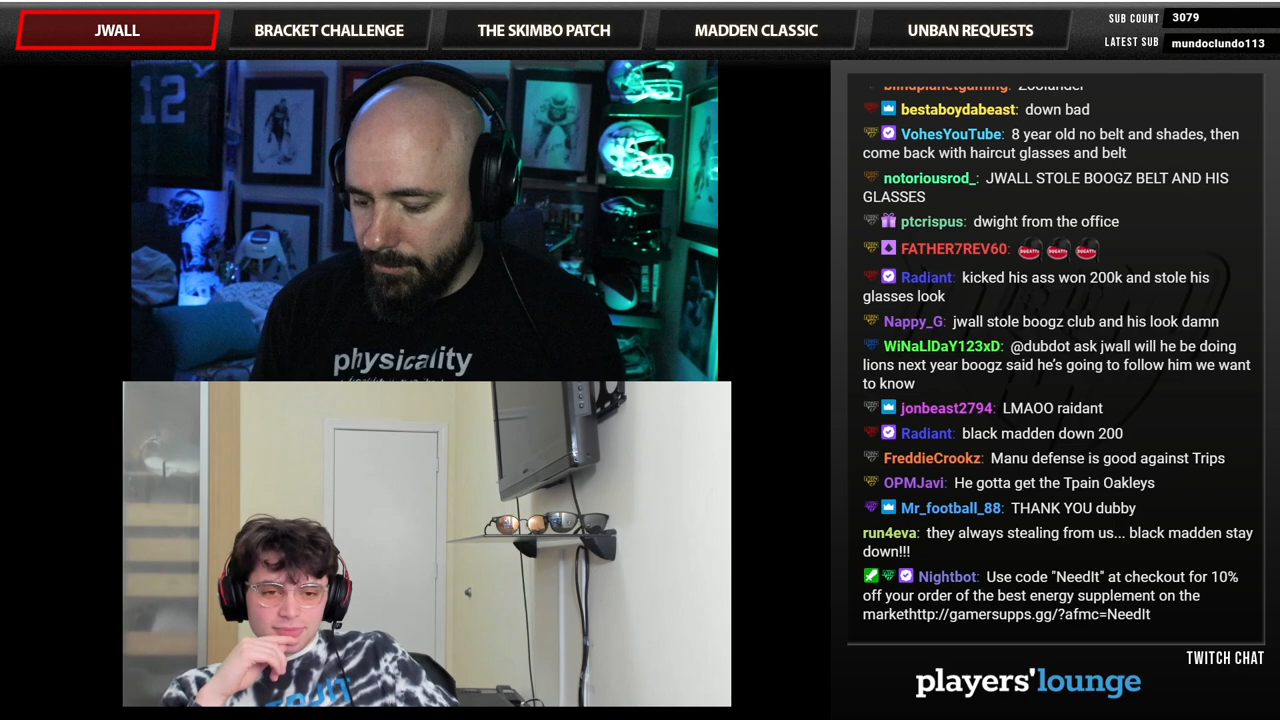 JWALL
BRACKET CHALLENGE
THE SKIMBO PATCH
MADDEN CLASSIC
UNBAN REQUESTS
SUB COUNT 3079
LATEST SUB mundoclundo113
12
physicality
blindplanetgaming: Zoolander
bestaboydabeast: down bad
VohesYouTube: 8 year old no belt and shades, then
come back with haircut glasses and belt
notoriousrod_: JWALL STOLE BOOGZ BELT AND HIS
GLASSES
ptcrispus: dwight from the office
FATHER7REV60:
Radiant: kicked his ass won 200k and stole his
glasses look
Nappy_G: jwall stole boogz club and his look damn
WiNaLlDaY123xD: @dubdot ask jwall will he be doing
lions next year boogz said he's going to follow him we want
to know
jonbeast2794: LMAOO raidant
Radiant: black madden down 200
FreddieCrookz: Manu defense is good against Trips
OPMJavi: He gotta get the Tpain Oakleys
Mr_football_88: THANK YOU dubby
run4eva: they always stealing from us... black madden stay
down!!!
Nightbot: Use code "NeedIt" at checkout for 10%
off your order of the best energy supplement on the
markethttp://gamersupps.gg/?afmc=NeedIt
TWITCH CHAT
players'lounge